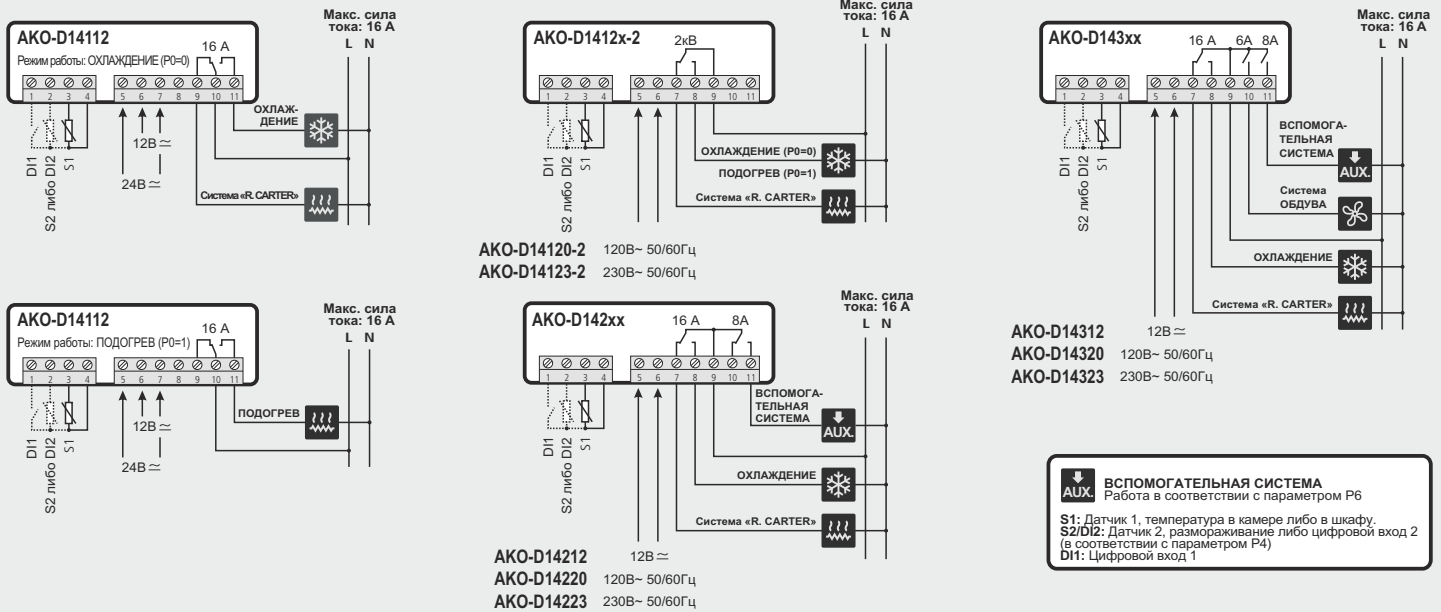 AKO-D14112
Режим работы: ОХЛАЖДЕНИЕ (P0=0)
16 A
Макс. сила
тока: 16 A
L N
1 2 3 4 5 6 7 8 9 10 11
ОХЛАЖ-
ДЕНИЕ
12В ≃
24В ≃
DI1
S2 либо DI2
S1
Система «R. CARTER»
AKO-D1412x-2
2кВ
Макс. сила
тока: 16 A
L N
1 2 3 4 5 6 7 8 9
DI1
S2 либо DI2
S1
ОХЛАЖДЕНИЕ (P0=0)
ПОДОГРЕВ (P0=1)
Система «R. CARTER»
AKO-D14120-2 120В~ 50/60Гц
AKO-D14123-2 230В~ 50/60Гц
AKO-D143xx
16 A 6A 8A
Макс. сила
тока: 16 A
L N
1 2 3 4 5 6 7 8 9 10 11
DI1
S2 либо DI2
S1
ВСПОМОГА-
ТЕЛЬНАЯ
СИСТЕМА
AUX.
Система
ОБДУВА
ОХЛАЖДЕНИЕ
Система «R. CARTER»
AKO-D14312 12В ≃
AKO-D14320 120В~ 50/60Гц
AKO-D14323 230В~ 50/60Гц
AKO-D14112
Режим работы: ПОДОГРЕВ (P0=1)
16 A
Макс. сила
тока: 16 A
L N
1 2 3 4 5 6 7 8 9 10 11
ПОДОГРЕВ
12В ≃
24В ≃
DI1
S2 либо DI2
S1
AKO-D142xx
16 A 8A
Макс. сила
тока: 16 A
L N
1 2 3 4 5 6 7 8 9 10 11
DI1
S2 либо DI2
S1
ВСПОМОГА-
ТЕЛЬНАЯ
СИСТЕМА
AUX.
ОХЛАЖДЕНИЕ
Система «R. CARTER»
AKO-D14212 12В ≃
AKO-D14220 120В~ 50/60Гц
AKO-D14223 230В~ 50/60Гц
AUX.
ВСПОМОГАТЕЛЬНАЯ СИСТЕМА
Работа в соответствии с параметром P6
S1: Датчик 1, температура в камере либо в шкафу.
S2/DI2: Датчик 2, размораживание либо цифровой вход 2
(в соответствии с параметром P4)
DI1: Цифровой вход 1